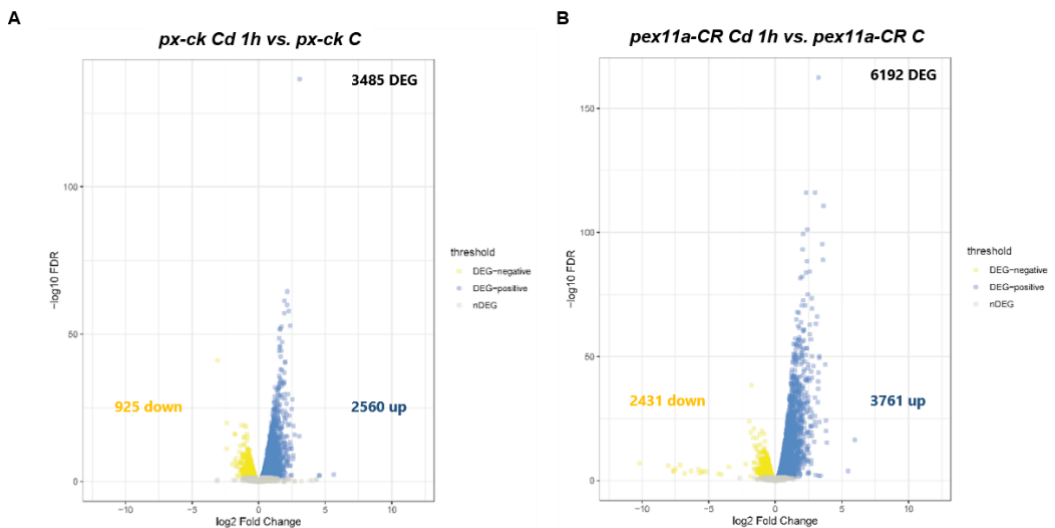 A
px-ck Cd 1h vs. px-ck C
3485 DEG
925 down
2560 up
100
50
0
−10
−5
0
5
10
−log10 FDR
log2 Fold Change
threshold
DEG−negative
DEG−positive
nDEG
B
pex11a-CR Cd 1h vs. pex11a-CR C
6192 DEG
2431 down
3761 up
150
100
50
0
−10
−5
0
5
10
−log10 FDR
log2 Fold Change
threshold
DEG−negative
DEG−positive
nDEG